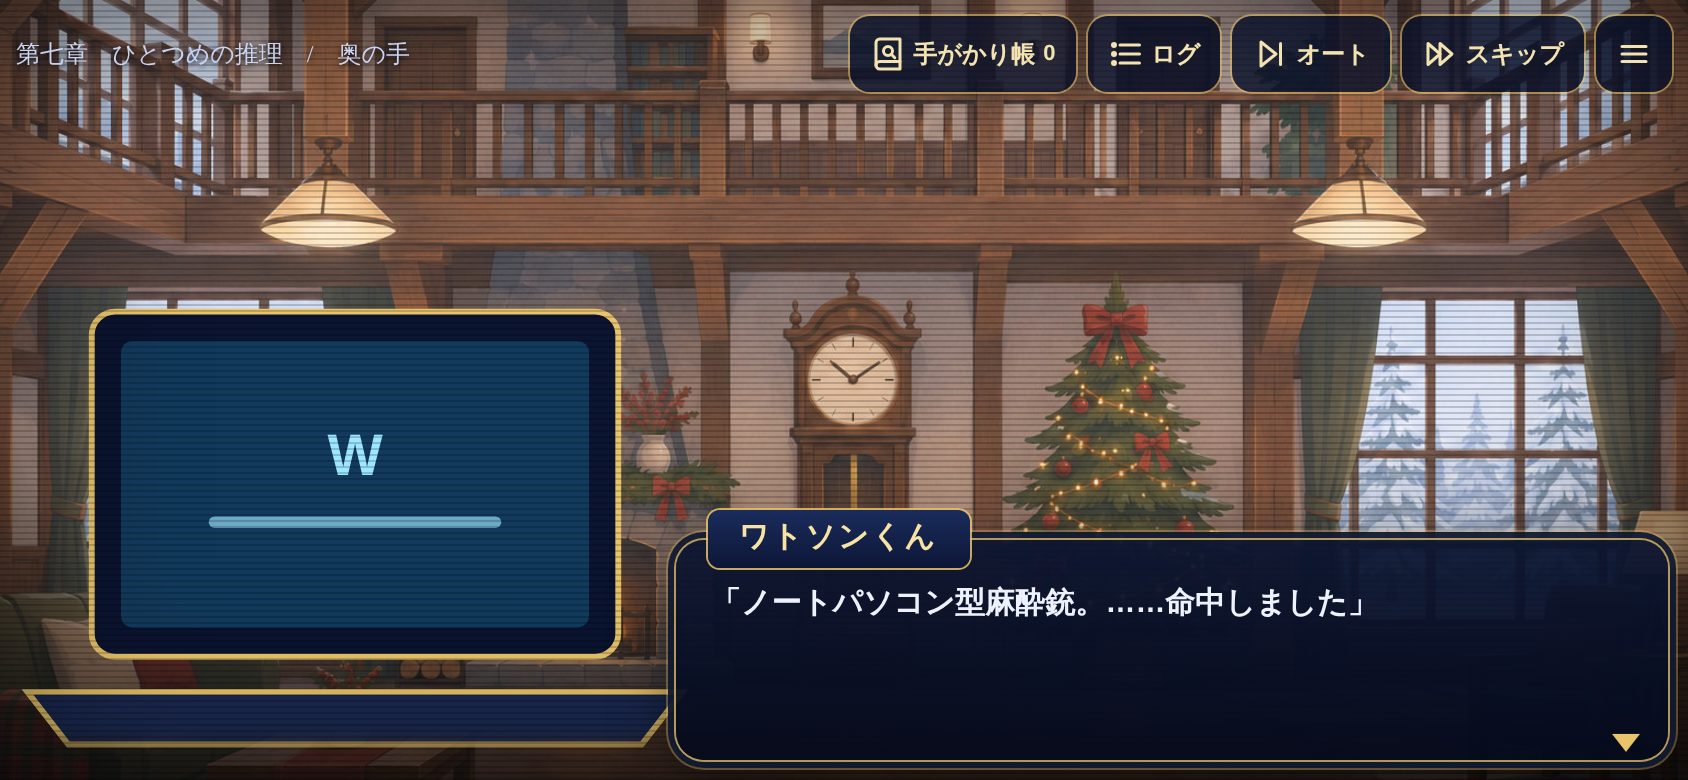 第七章　ひとつめの推理　/　奥の手
手がかり帳 0
ログ
オート
スキップ
W
ワトソンくん
「ノートパソコン型麻酔銃。……命中しました」